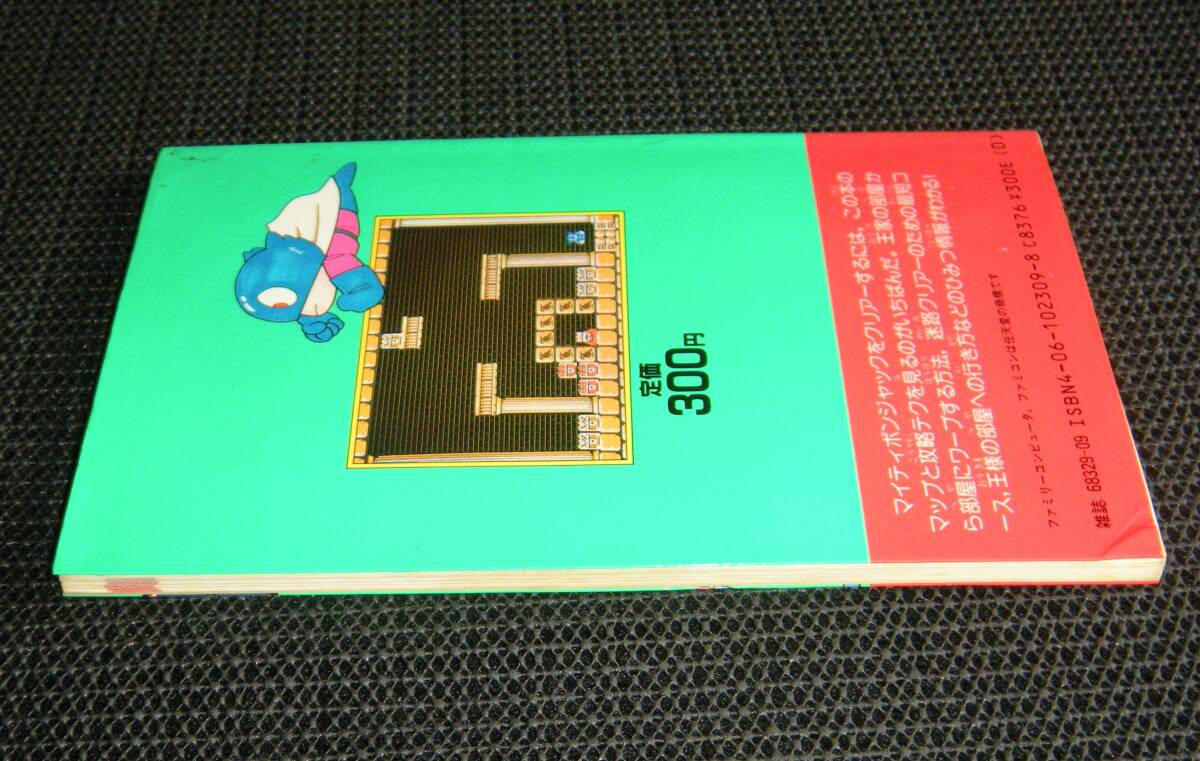 定価
300円
マイティボンジャックをクリアーするには、この本の
マップと攻略テクを見るのがいちばんだ。王家の部屋か
ら部屋にワープする方法、迷路クリアーのための最短コ
ース、王様の部屋への行き方などのひみつ情報がわかる!
ファミリーコンピュータ、ファミコンは任天堂の商標です
雑誌 68329-09 ISBN4-06-102309-8 C8376 ¥300E (0)